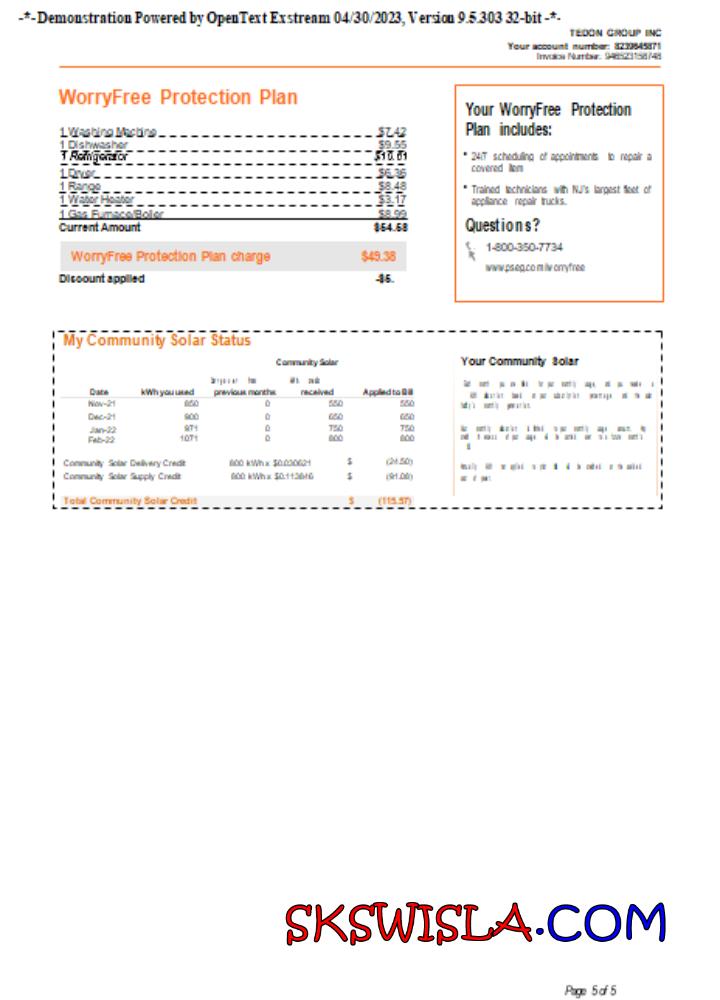 -*- Demonstration Powered by OpenText Exstream 04/30/2023, Version 9.5.303 32-bit -*-
TEDON GROUP INC
Your account number: 8239645871
Invoice Number. 946523158748
WorryFree Protection Plan
1 Washing Machine $7.42
1 Dishwasher $9.55
1 Refrigerator $10.61
1 Dryer $6.36
1 Range $8.48
1 Water Heater $3.17
1 Gas Furnace/Boiler $8.99
Current Amount $54.58
WorryFree Protection Plan charge $49.38
Discount applied -$5.
Your WorryFree Protection
Plan includes:
• 24/7 scheduling of appointments to repair a
covered item
• Trained technicians with NJ's largest fleet of
appliance repair trucks.
Questions?
1-800-350-7734
www.pseg.com/worryfree
My Community Solar Status
Community Solar
Date kWh you used previous months received Applied to Bill
Nov-21 850 0 550 550
Dec-21 900 0 650 650
Jan-22 971 0 750 750
Feb-22 1071 0 800 800
Community Solar Delivery Credit 800 kWh x $0.030621 $ (24.50)
Community Solar Supply Credit 800 kWh x $0.113846 $ (91.08)
Total Community Solar Credit $ (115.57)
Your Community Solar
SKSWISLA.COM
Page 5 of 5